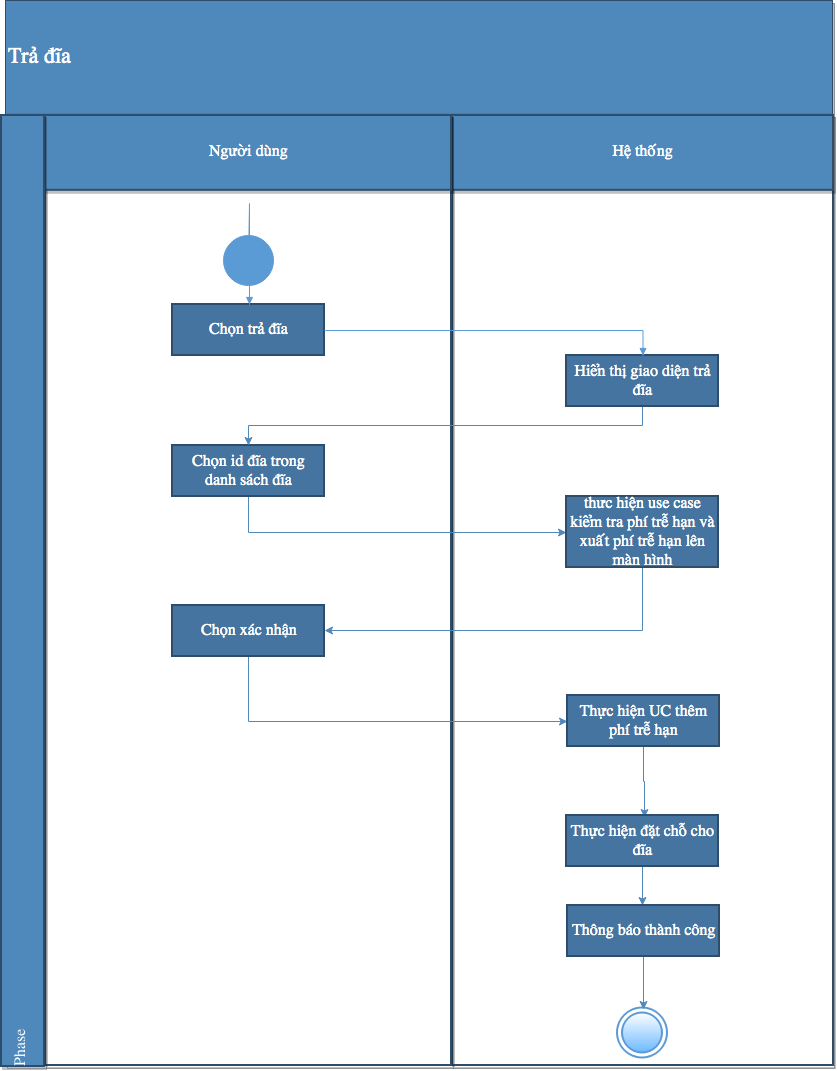 Trả đĩa
Người dùng
Hệ thống
Chọn trả đĩa
Hiển thị giao diện trả
đĩa
Chọn id đĩa trong
danh sách đĩa
thưc hiện use case
kiểm tra phí trễ hạn và
xuất phí trễ hạn lên
màn hình
Chọn xác nhận
Thực hiện UC thêm
phí trễ hạn
Thực hiện đặt chỗ cho
đĩa
Thông báo thành công
Phase